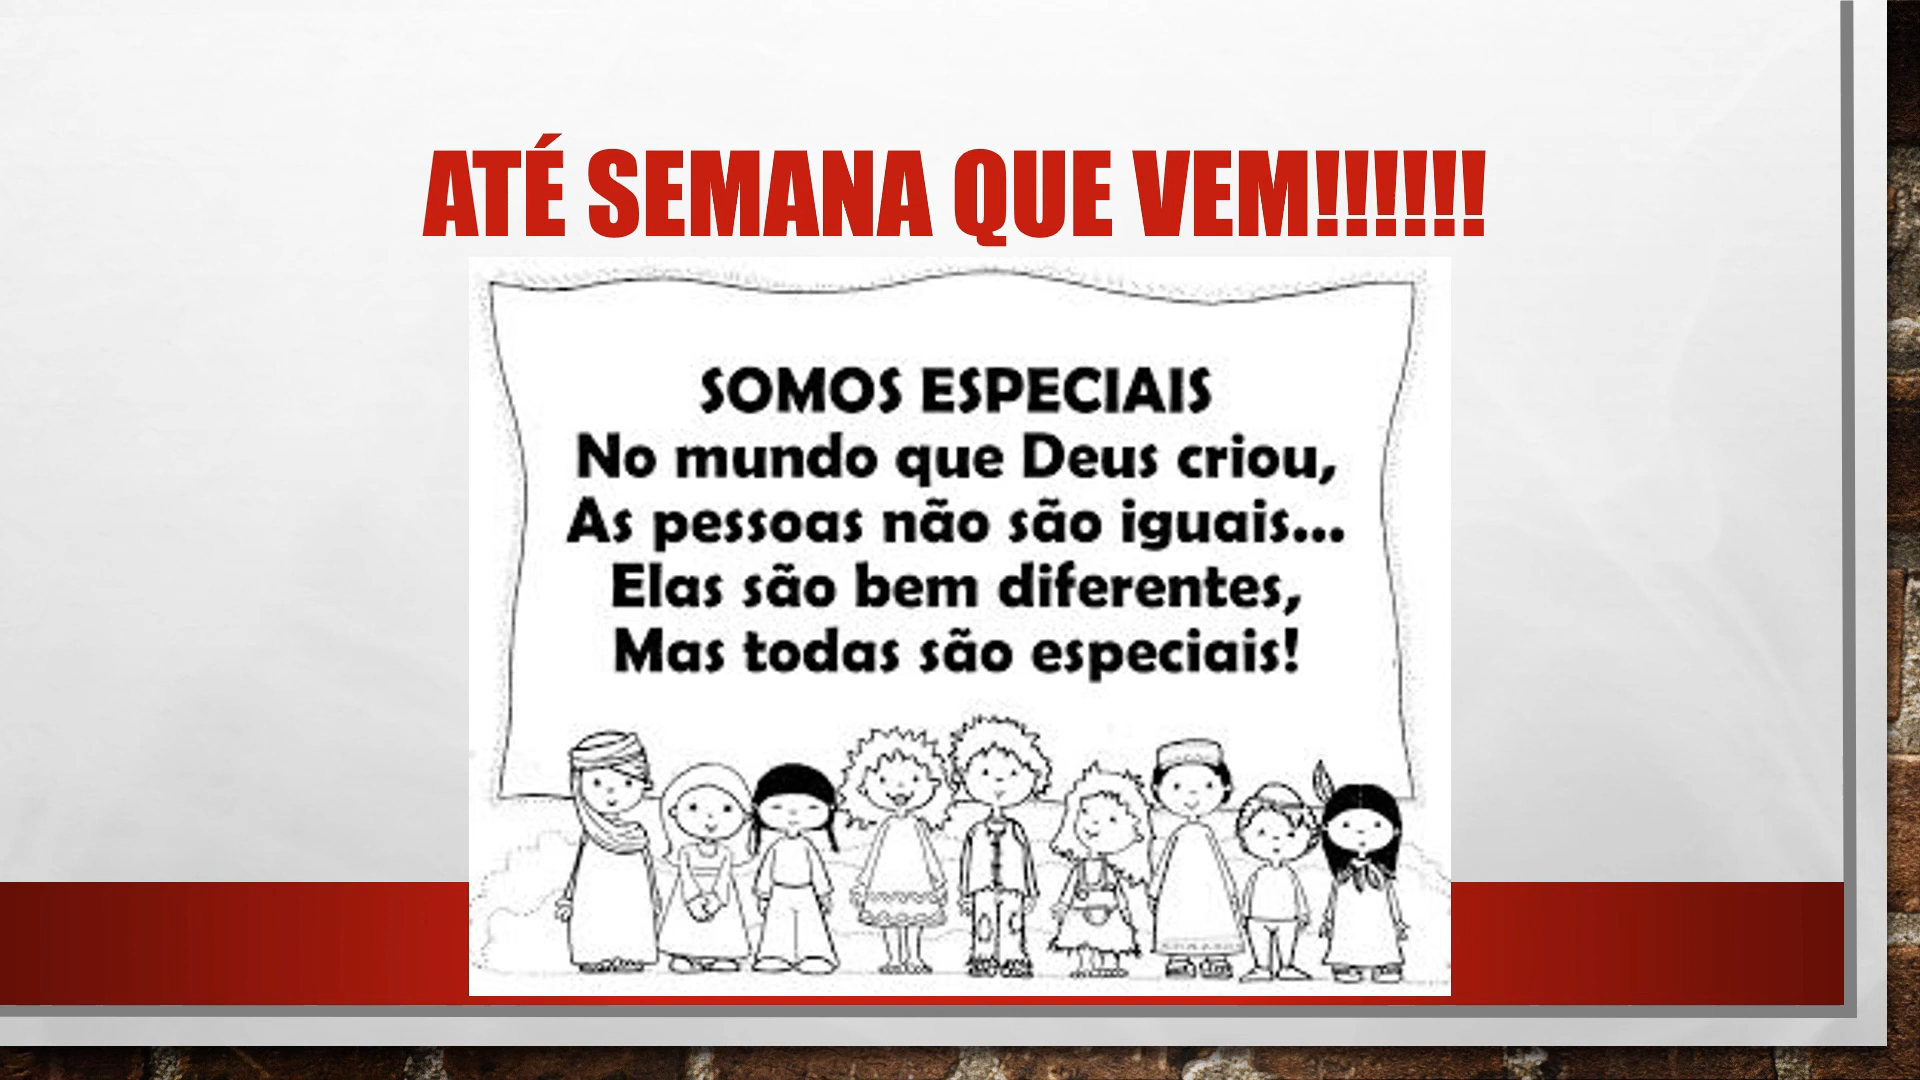 ATÉ SEMANA QUE VEM!!!!!!
SOMOS ESPECIAIS
No mundo que Deus criou,
As pessoas não são iguais...
Elas são bem diferentes,
Mas todas são especiais!